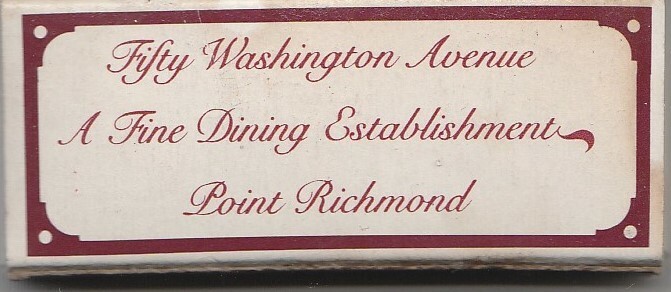 Fifty Washington Avenue
A Fine Dining Establishment
Point Richmond